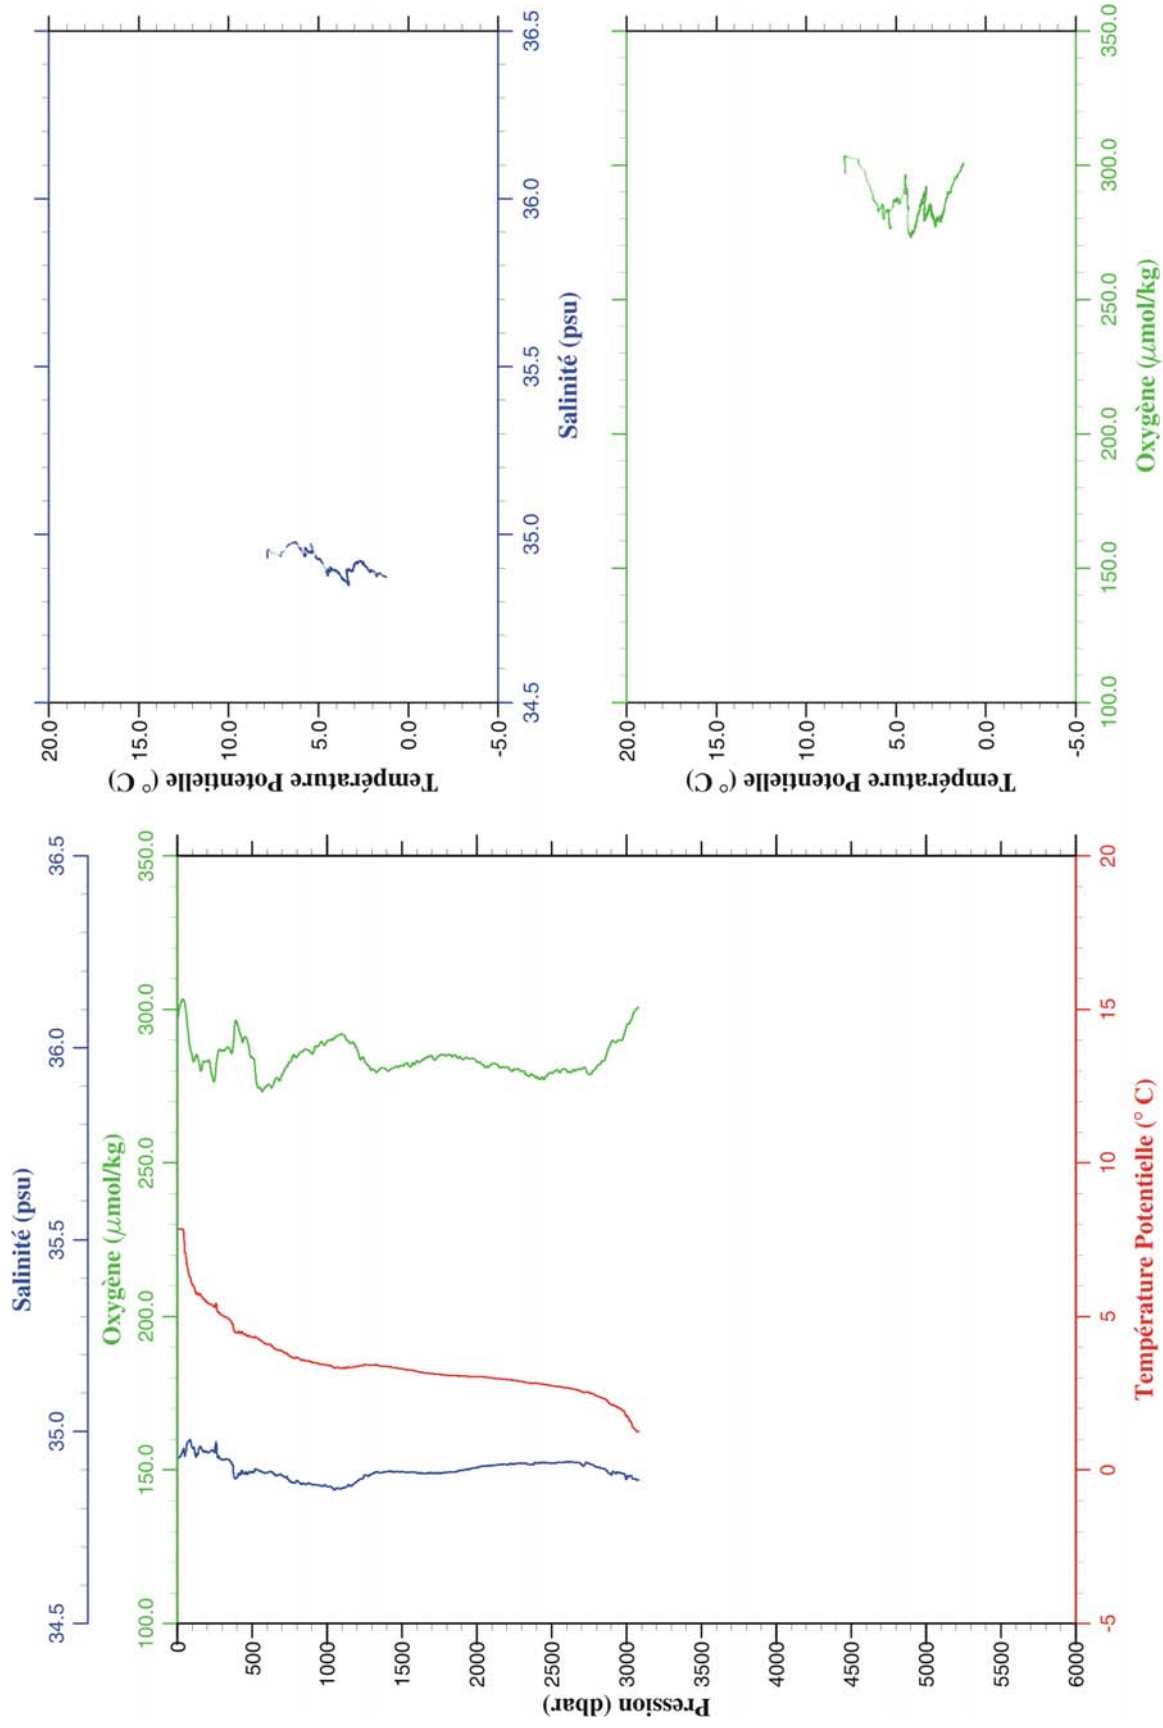 Salinité (psu)
34.5 35.0 35.5 36.0 36.5
Oxygène (μmol/kg)
100.0 150.0 200.0 250.0 300.0 350.0
0
500
1000
1500
2000
2500
3000
3500
4000
4500
5000
5500
6000
Pression (dbar)
-5 0 5 10 15 20
Température Potentielle (° C)
20.0
15.0
10.0
5.0
0.0
-5.0
Température Potentielle (° C)
34.5 35.0 35.5 36.0 36.5
Salinité (psu)
20.0
15.0
10.0
5.0
0.0
-5.0
Température Potentielle (° C)
100.0 150.0 200.0 250.0 300.0 350.0
Oxygène (μmol/kg)